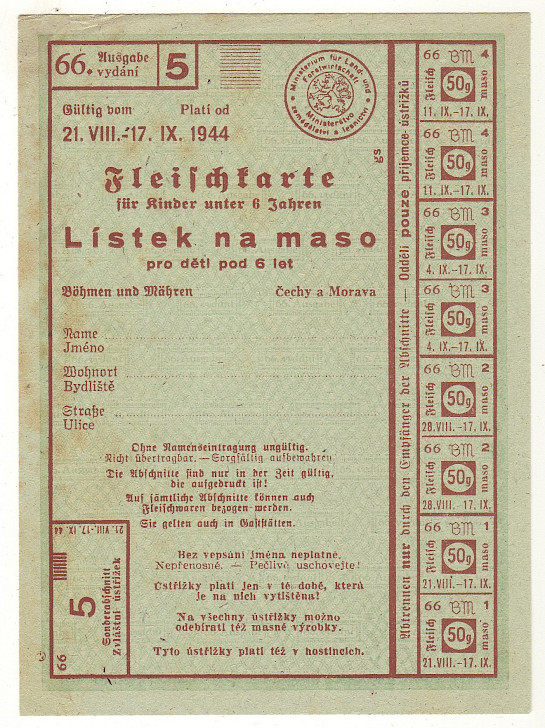 66. Ausgabe
vydání
5
Gültig vom Platí od
21. VIII.-17. IX. 1944
Ministerium für Land- und Forstwirtschaft
Ministerstvo zemědělství a lesnictví
gs
Fleischkarte
für Kinder unter 6 Jahren
Lístek na maso
pro děti pod 6 let
Böhmen und Mähren Čechy a Morava
Name
Jméno
Wohnort
Bydliště
Straße
Ulice
Ohne Namenseintragung ungültig.
Nicht übertragbar. — Sorgfältig aufbewahren.
Die Abschnitte sind nur in der Zeit gültig,
die aufgedruckt ist!
Auf sämtliche Abschnitte können auch
Fleischwaren bezogen werden.
Sie gelten auch in Gaststätten.
Bez vepsání jména neplatné.
Nepřenosné. — Pečlivě uschovejte!
Ústřižky platí jen v té době, která
je na nich vytištěna!
Na všechny ústřižky možno
odebírati též masné výrobky.
Tyto ústřižky platí též v hostincích.
21. VIII.-17. IX. 44
5
Sonderabschnitt
Zvláštní ústřižek
66
Abtrennen nur durch den Empfänger der Abschnitte — Oddělí pouze příjemce ústřižků
66 BM 4
Fleisch 50g maso
11. IX.-17. IX.
66 BM 4
Fleisch 50g maso
11. IX.-17. IX.
66 BM 3
Fleisch 50g maso
4. IX.-17. IX.
66 BM 3
Fleisch 50g maso
4. IX.-17. IX.
66 BM 2
Fleisch 50g maso
28. VIII.-17. IX.
66 BM 2
Fleisch 50g maso
28. VIII.-17. IX.
66 BM 1
Fleisch 50g maso
21. VIII.-17. IX.
66 BM 1
Fleisch 50g maso
21. VIII.-17. IX.